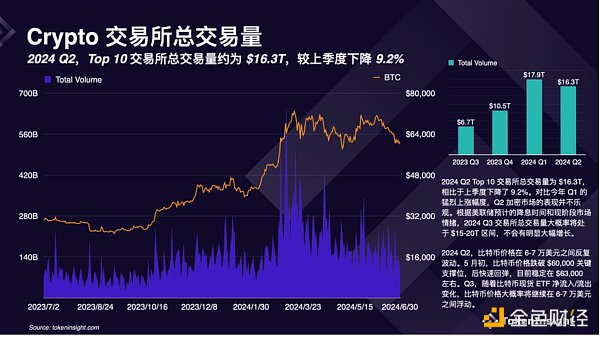 Crypto 交易所总交易量
2024 Q2，Top 10 交易所总交易量约为 $16.3T，较上季度下降 9.2%
Total Volume
BTC
700B
560B
420B
280B
140B
$80,000
$64,000
$48,000
$32,000
$16,000
2023/7/2
2023/8/31
2023/10/16
2023/12/8
2024/1/30
2024/3/23
2024/5/15
2024/6/30
Source: tokeninsight.com
Total Volume
$6.7T
$10.5T
$17.9T
$16.3T
2023 Q3
2023 Q4
2024 Q1
2024 Q2
2024 Q2 Top 10 交易所总交易量为 $16.3T,
相比于上季度下降了 9.2%。对比今年 Q1 的
猛烈上涨幅度，Q2 加密市场的表现并不乐
观。根据美联储预计的降息时间和现阶段市场
情绪，2024 Q3 交易所总交易量大概率将处
于 $15-20T 区间，不会有明显大幅增长。
2024 Q2，比特币价格在 6-7 万美元之间反复
波动。5 月初，比特币价格跌破 $60,000 关键
支撑位，后快速回弹，目前稳定在 $63,000
左右。Q3，随着比特币现货 ETF 净流入/流出
变化，比特币价格大概率将继续在 6-7 万美元
之间浮动。
金色财经